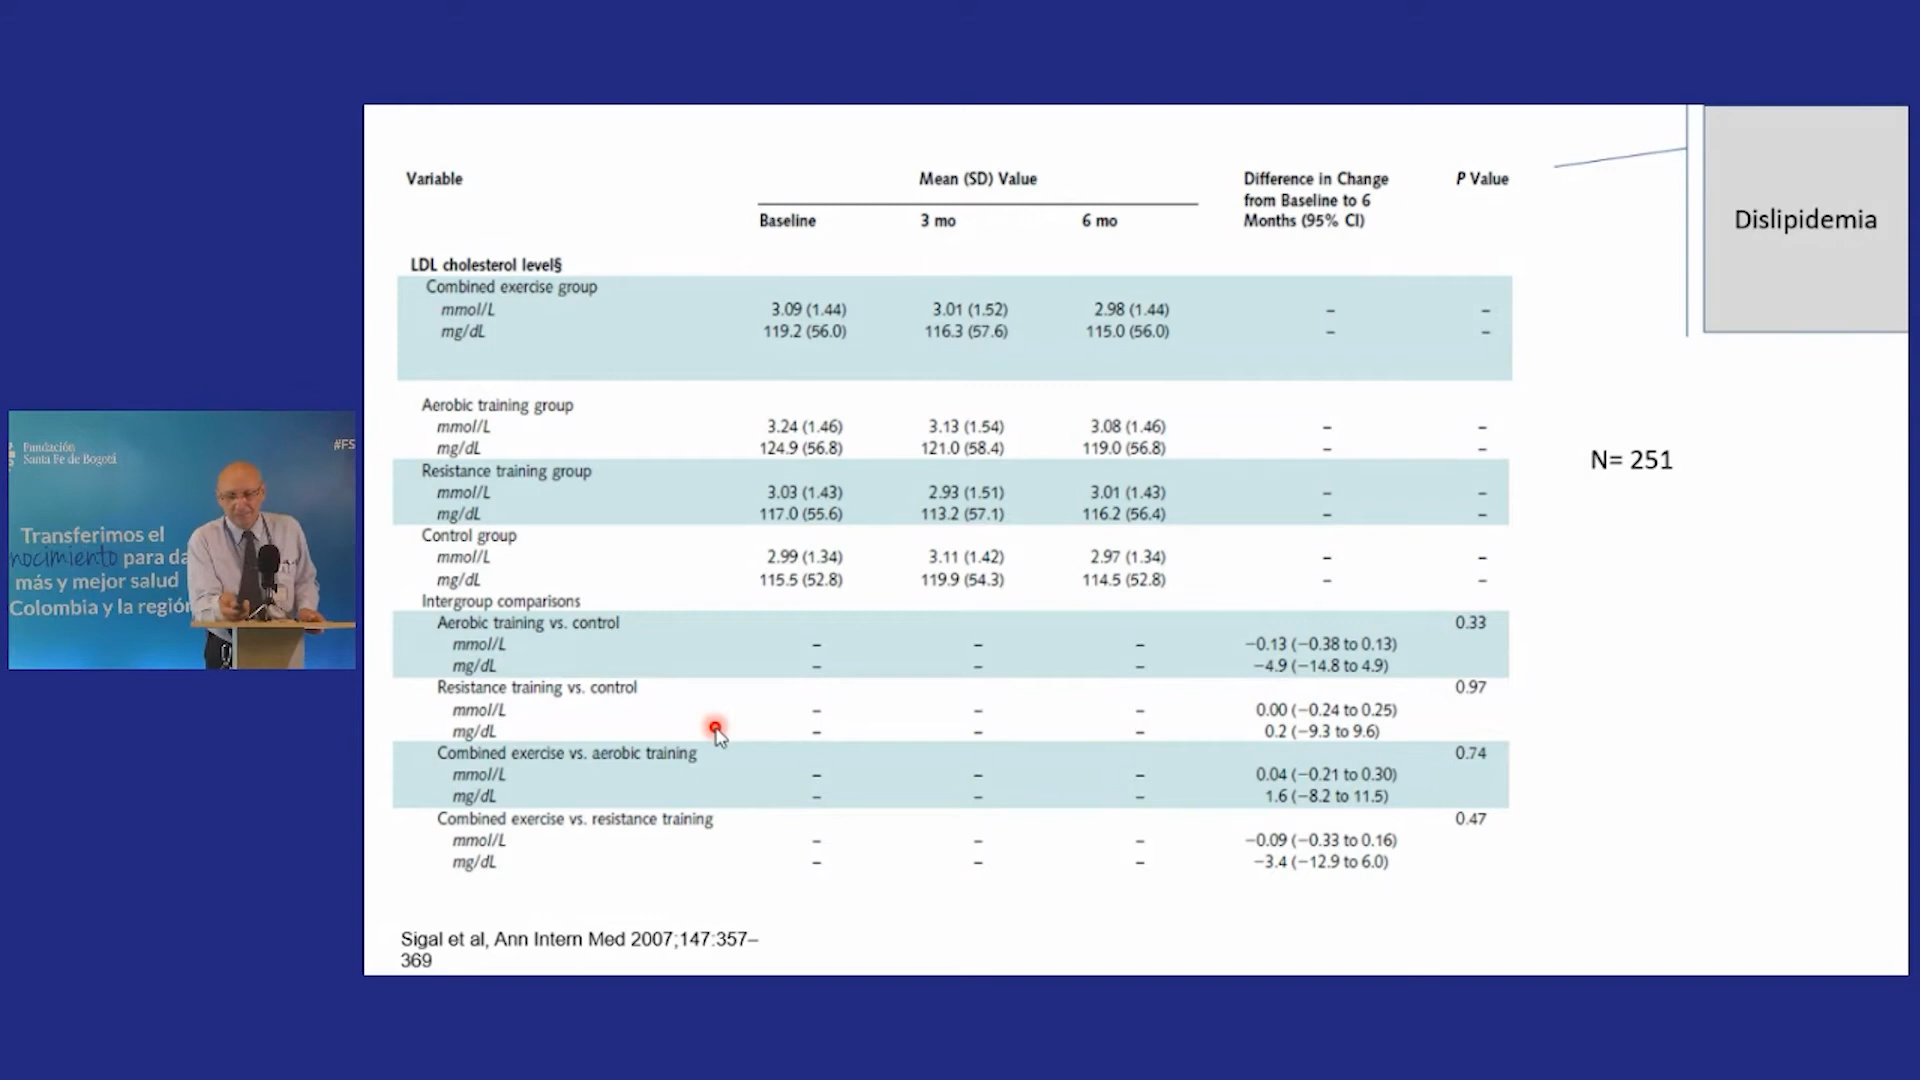 Variable Mean (SD) Value Difference in Change P Value
from Baseline to 6
Baseline 3 mo 6 mo Months (95% CI)
Dislipidemia
LDL cholesterol level§
Combined exercise group
mmol/L 3.09 (1.44) 3.01 (1.52) 2.98 (1.44) – –
mg/dL 119.2 (56.0) 116.3 (57.6) 115.0 (56.0) – –
Aerobic training group
mmol/L 3.24 (1.46) 3.13 (1.54) 3.08 (1.46) – –
mg/dL 124.9 (56.8) 121.0 (58.4) 119.0 (56.8) – –
Resistance training group
mmol/L 3.03 (1.43) 2.93 (1.51) 3.01 (1.43) – –
mg/dL 117.0 (55.6) 113.2 (57.1) 116.2 (56.4) – –
Control group
mmol/L 2.99 (1.34) 3.11 (1.42) 2.97 (1.34) – –
mg/dL 115.5 (52.8) 119.9 (54.3) 114.5 (52.8) – –
Intergroup comparisons
Aerobic training vs. control 0.33
mmol/L – – – −0.13 (−0.38 to 0.13)
mg/dL – – – −4.9 (−14.8 to 4.9)
Resistance training vs. control 0.97
mmol/L – – – 0.00 (−0.24 to 0.25)
mg/dL – – – 0.2 (−9.3 to 9.6)
Combined exercise vs. aerobic training 0.74
mmol/L – – – 0.04 (−0.21 to 0.30)
mg/dL – – – 1.6 (−8.2 to 11.5)
Combined exercise vs. resistance training 0.47
mmol/L – – – −0.09 (−0.33 to 0.16)
mg/dL – – – −3.4 (−12.9 to 6.0)
N= 251
Sigal et al, Ann Intern Med 2007;147:357–
369
Fundación
Santa Fe de Bogotá
#FS
Transferimos el
nocimiento para da
más y mejor salud
Colombia y la región